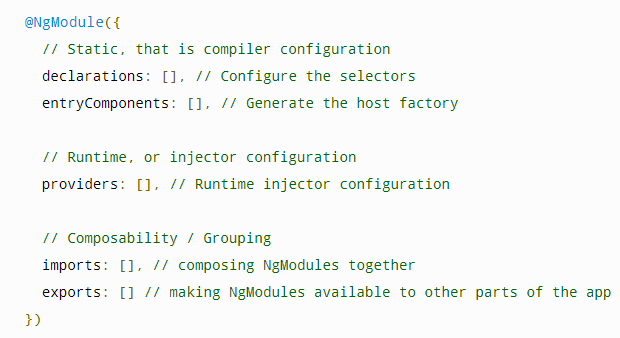 @NgModule({
  // Static, that is compiler configuration
  declarations: [], // Configure the selectors
  entryComponents: [], // Generate the host factory

  // Runtime, or injector configuration
  providers: [], // Runtime injector configuration

  // Composability / Grouping
  imports: [], // composing NgModules together
  exports: [] // making NgModules available to other parts of the app
})